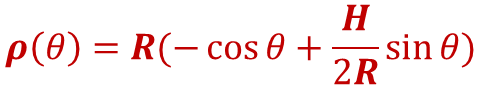 ρ(θ) = R(− cos θ + H/2R sin θ)